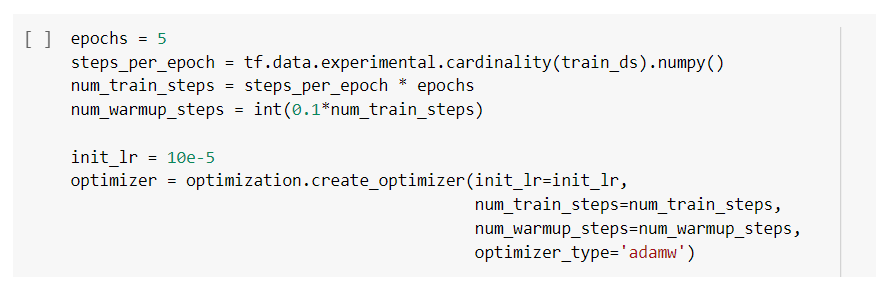 [ ] epochs = 5
steps_per_epoch = tf.data.experimental.cardinality(train_ds).numpy()
num_train_steps = steps_per_epoch * epochs
num_warmup_steps = int(0.1*num_train_steps)
init_lr = 10e-5
optimizer = optimization.create_optimizer(init_lr=init_lr,
num_train_steps=num_train_steps,
num_warmup_steps=num_warmup_steps,
optimizer_type='adamw')